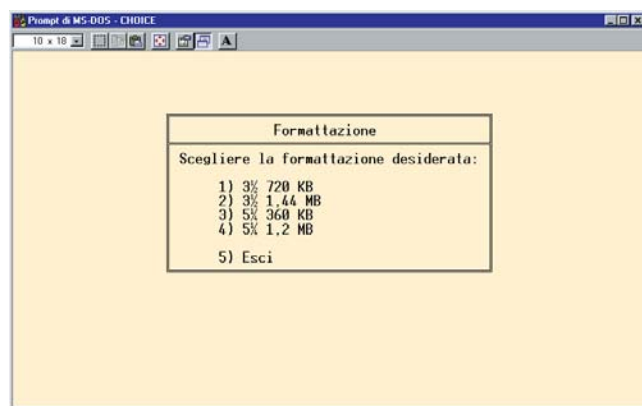 Prompt di MS-DOS - CHOICE
10 x 18
A
Formattazione
Scegliere la formattazione desiderata:
1) 3½ 720 KB
2) 3½ 1,44 MB
3) 5¼ 360 KB
4) 5¼ 1,2 MB
5) Esci